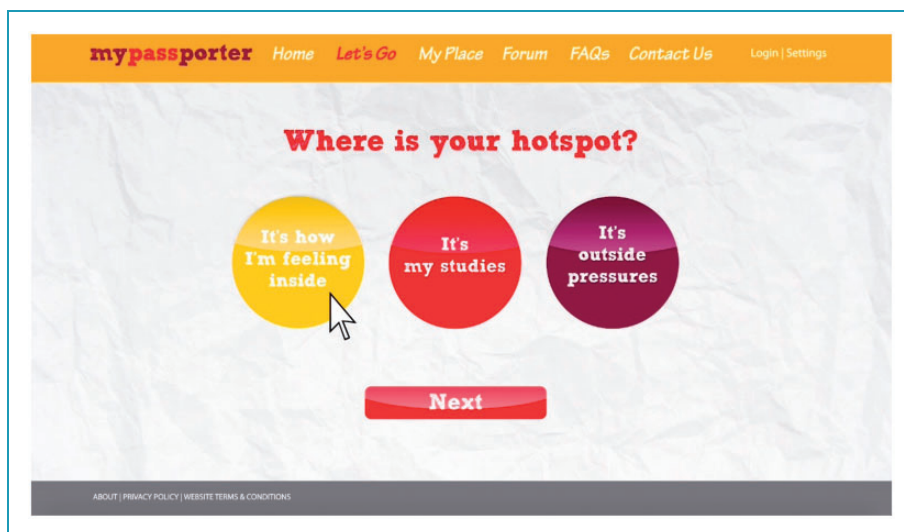 mypassporter Home Let's Go My Place Forum FAQs Contact Us Login | Settings
Where is your hotspot?
It's how
I'm feeling
inside
It's
my studies
It's
outside
pressures
Next
ABOUT | PRIVACY POLICY | WEBSITE TERMS & CONDITIONS